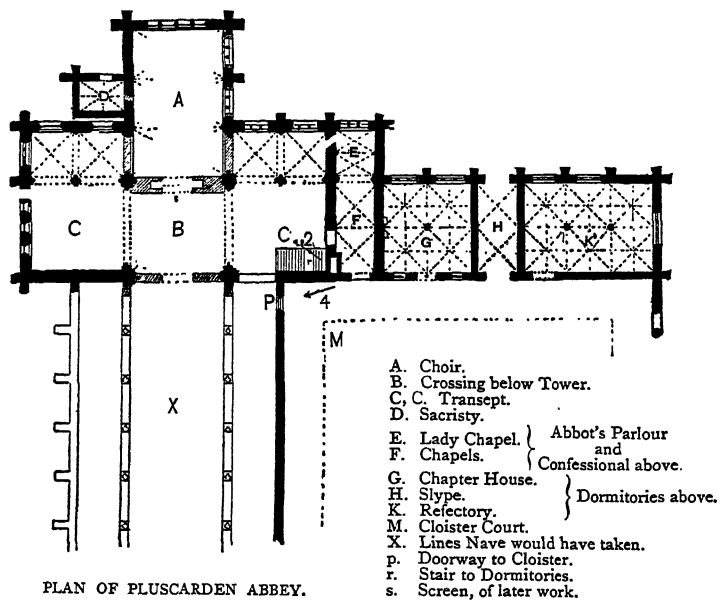 A
D
E
C
B
F
G
H
K
C
2
P
4
M
X
A. Choir.
B. Crossing below Tower.
C, C. Transept.
D. Sacristy.
E. Lady Chapel.
F. Chapels.
Abbot's Parlour
and
Confessional above.
G. Chapter House.
H. Slype.
K. Refectory.
Dormitories above.
M. Cloister Court.
X. Lines Nave would have taken.
p. Doorway to Cloister.
r. Stair to Dormitories.
s. Screen, of later work.
PLAN OF PLUSCARDEN ABBEY.